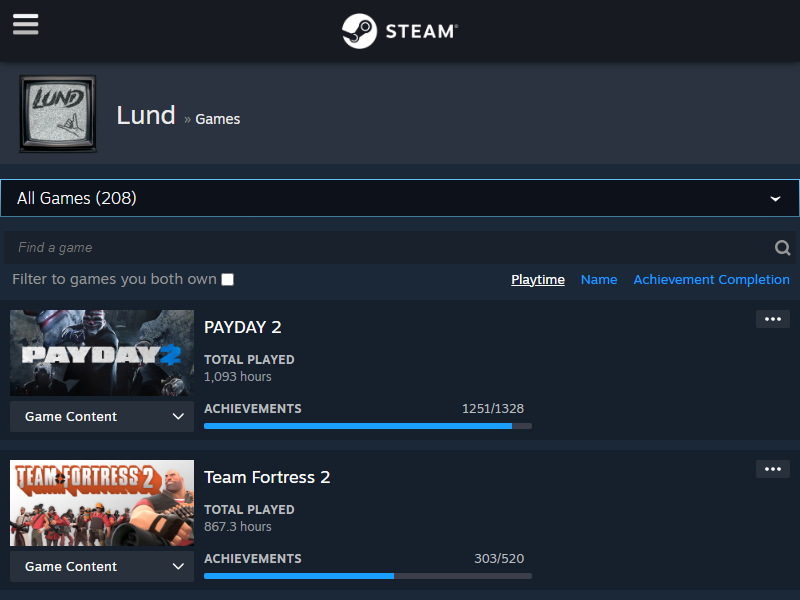 STEAM
LUND
Lund » Games
All Games (208)
Find a game
Filter to games you both own
Playtime Name Achievement Completion
PAYDAY 2
PAYDAY 2
TOTAL PLAYED
1,093 hours
ACHIEVEMENTS 1251/1328
Game Content
TEAM FORTRESS 2
Team Fortress 2
TOTAL PLAYED
867.3 hours
ACHIEVEMENTS 303/520
Game Content